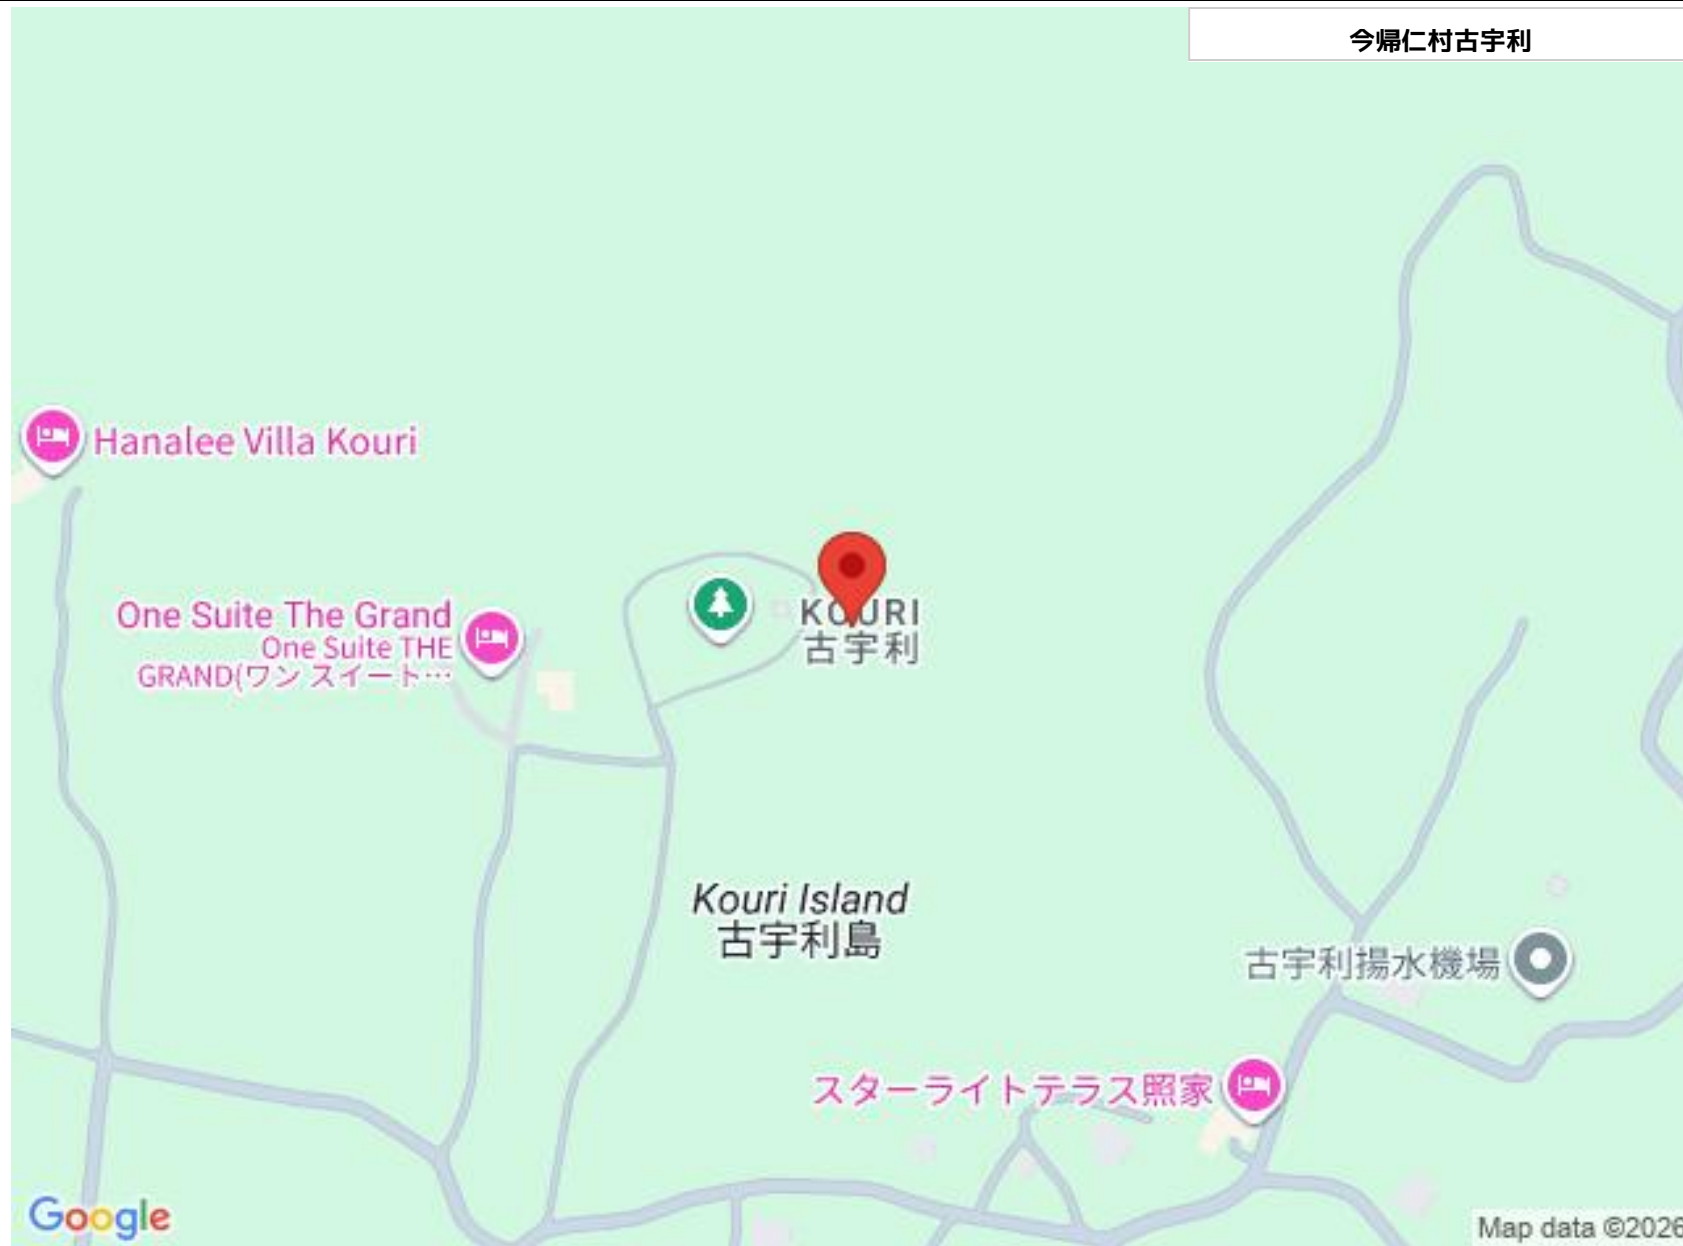 今帰仁村古宇利
Hanalee Villa Kouri
One Suite The Grand
One Suite THE
GRAND(ワン スイート…
KOURI
古宇利
Kouri Island
古宇利島
古宇利揚水機場
スターライトテラス照家
Google
Map data ©2026